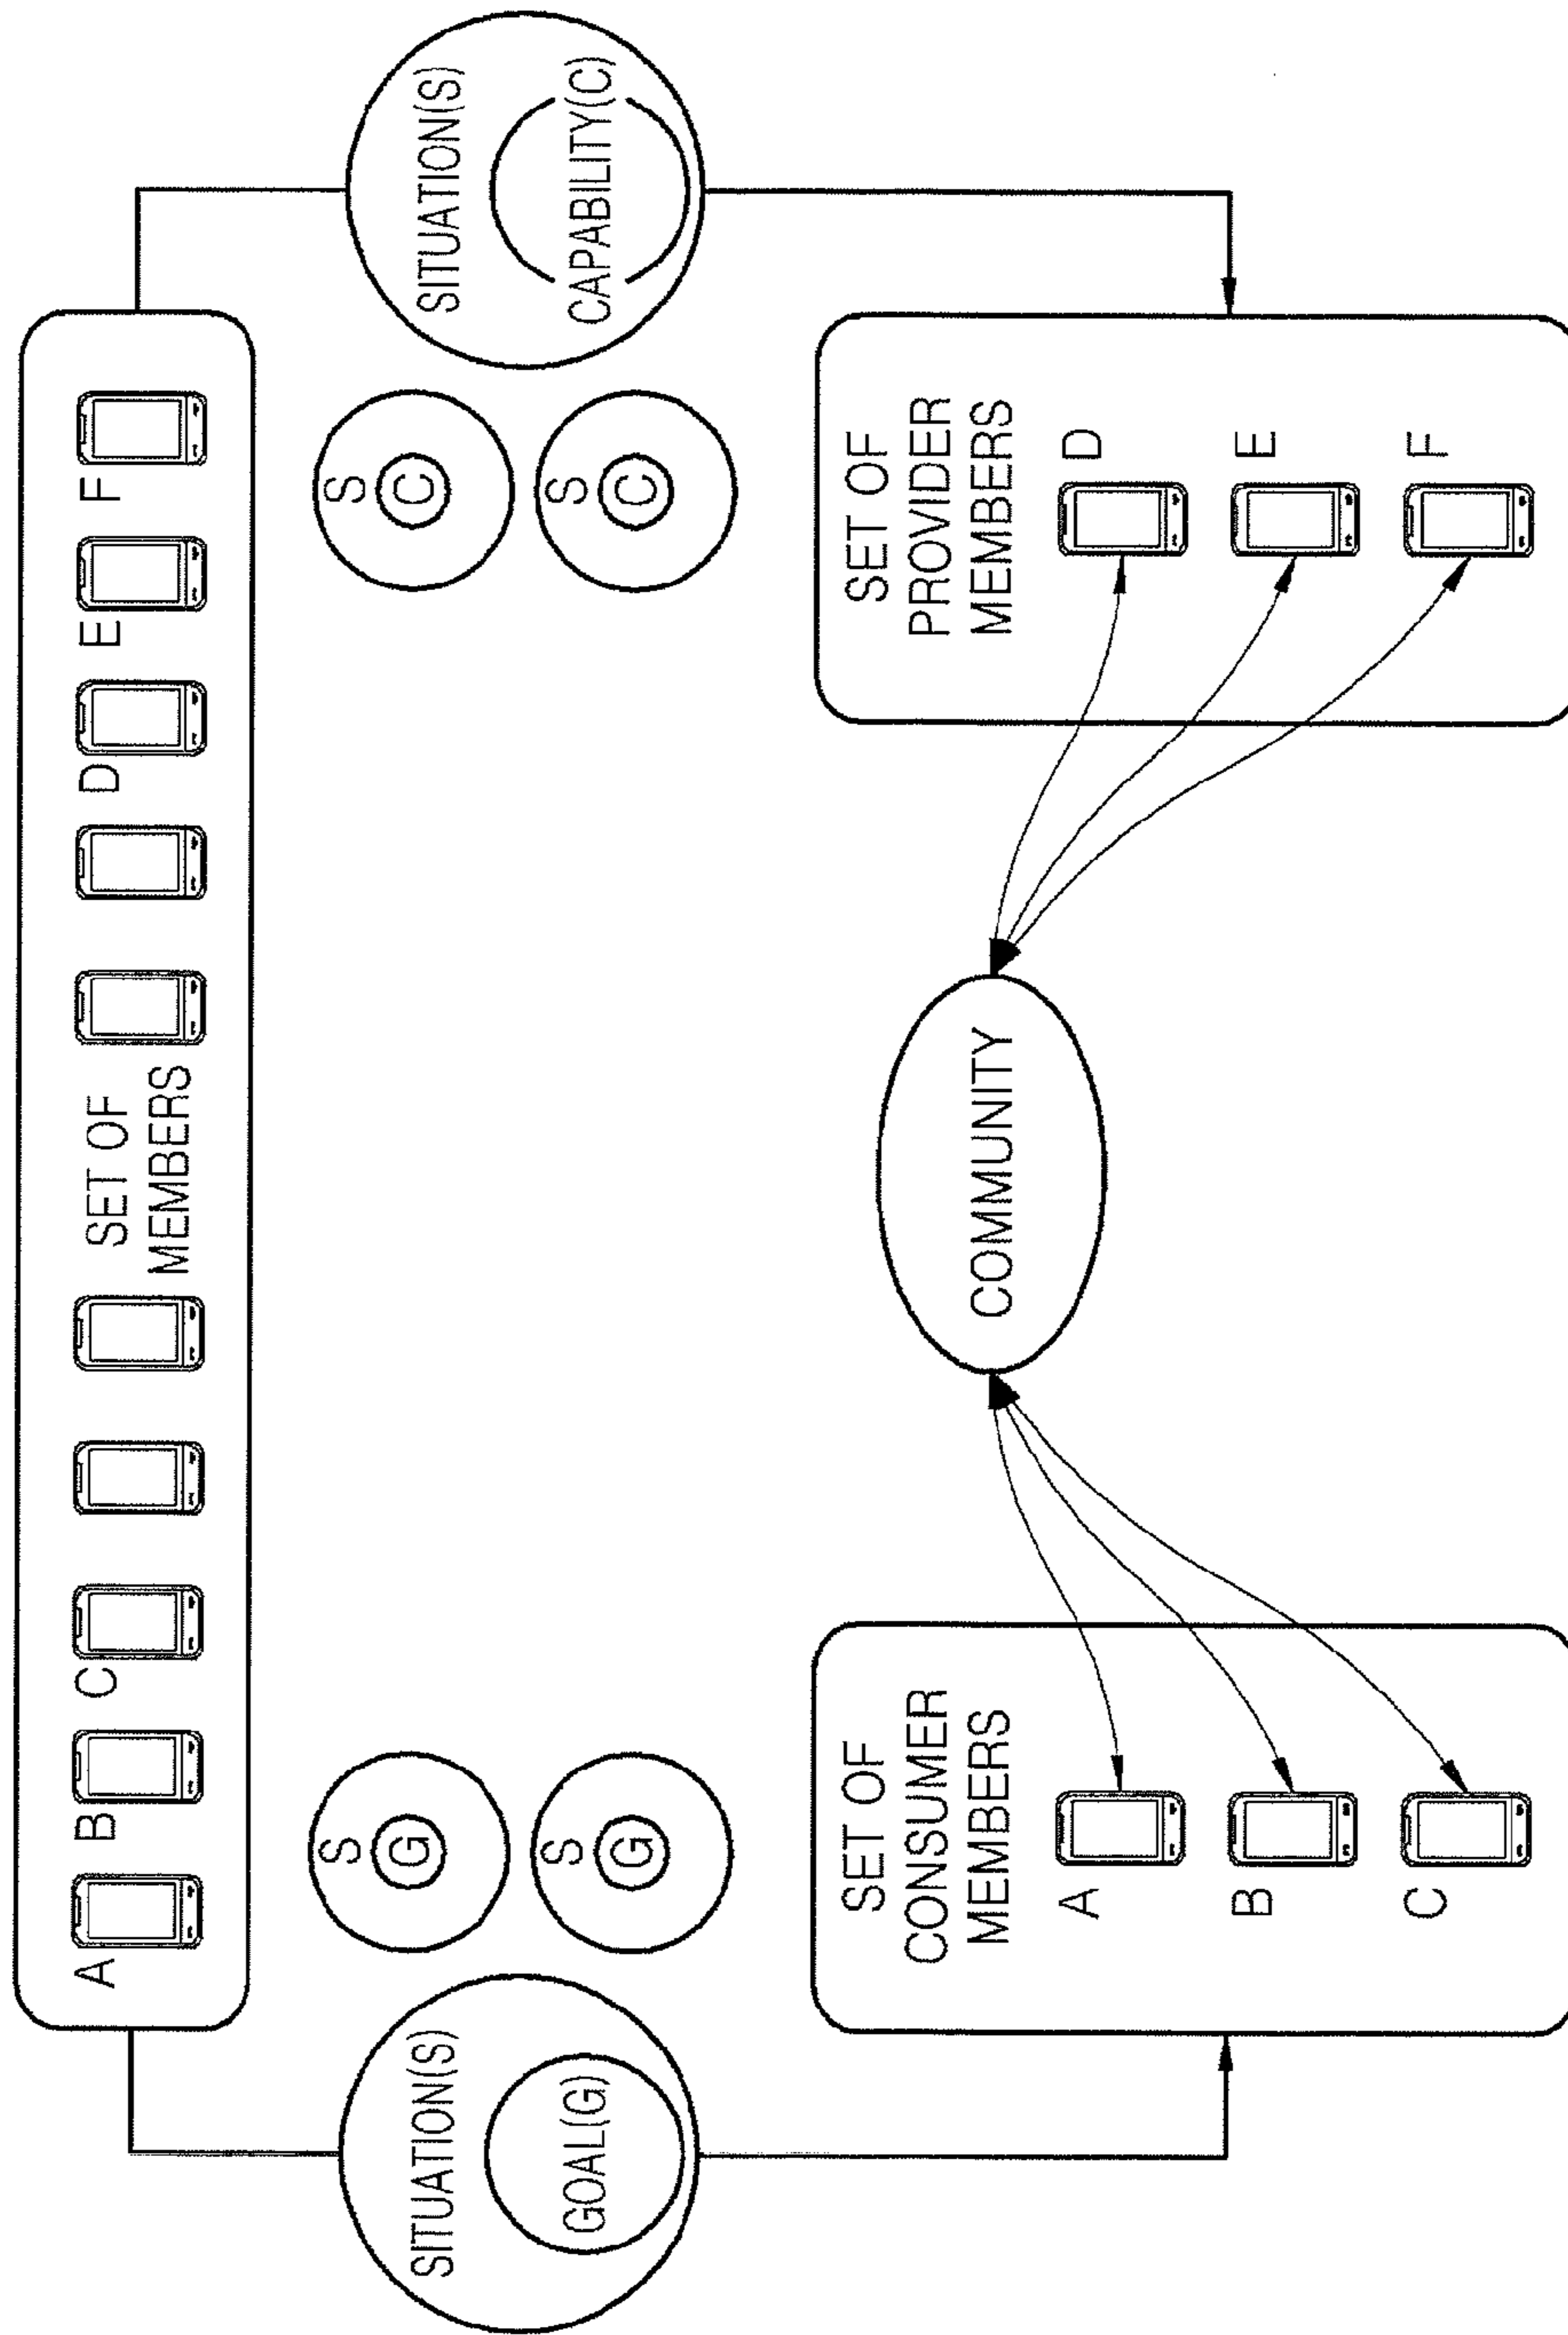 A
B
C
SET OF
MEMBERS
D
E
F
SITUATION(S)
GOAL(G)
S
G
S
G
S
C
S
C
SITUATION(S)
CAPABILITY(C)
SET OF
CONSUMER
MEMBERS
A
B
C
COMMUNITY
SET OF
PROVIDER
MEMBERS
D
E
F